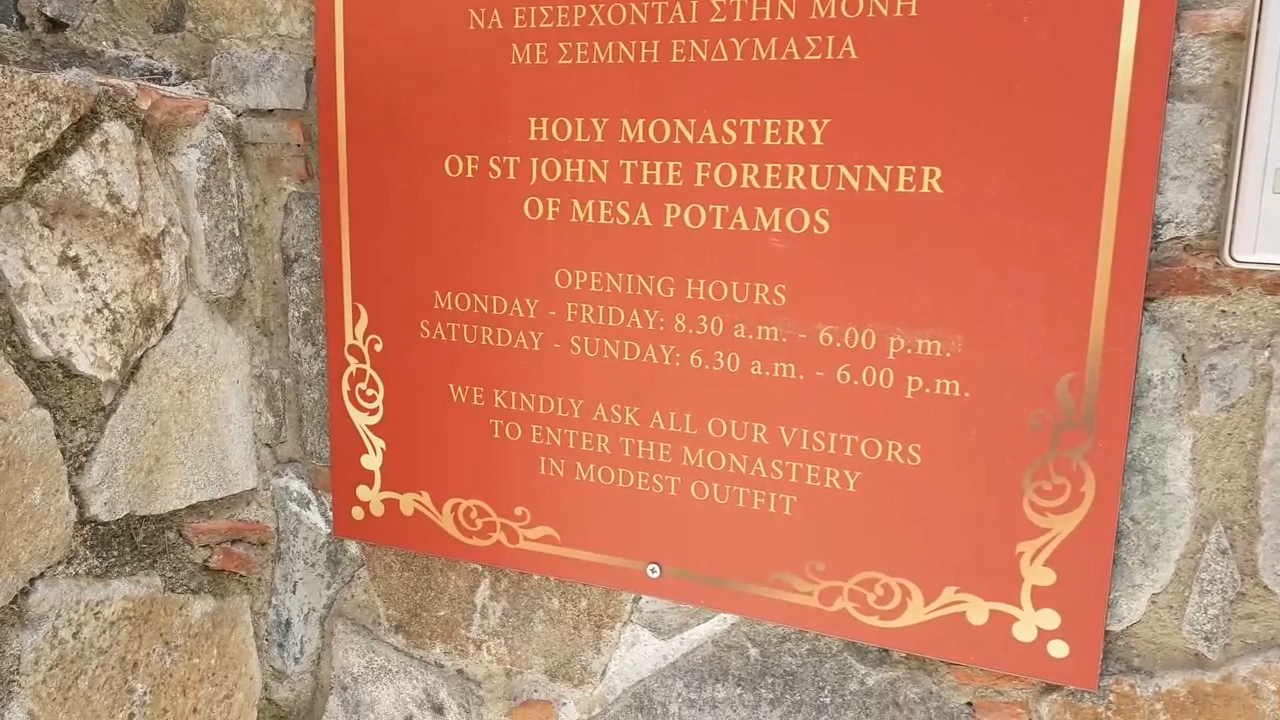 ΝΑ ΕΙΣΕΡΧΟΝΤΑΙ ΣΤΗΝ ΜΟΝΗ
ΜΕ ΣΕΜΝΗ ΕΝΔΥΜΑΣΙΑ
HOLY MONASTERY
OF ST JOHN THE FORERUNNER
OF MESA POTAMOS
OPENING HOURS
MONDAY - FRIDAY: 8.30 a.m. - 6.00 p.m.
SATURDAY - SUNDAY: 6.30 a.m. - 6.00 p.m.
WE KINDLY ASK ALL OUR VISITORS
TO ENTER THE MONASTERY
IN MODEST OUTFIT